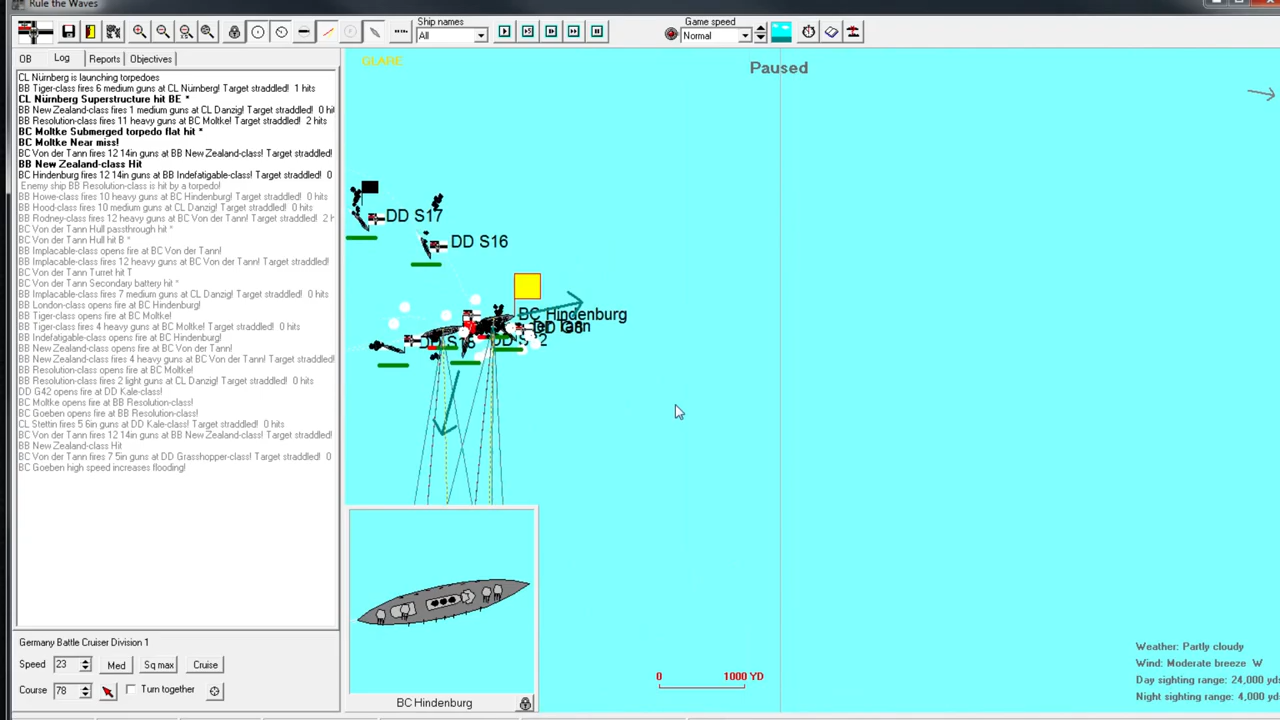 Rule the Waves
Ship names
All
Game speed
Normal
OB Log Reports Objectives
GLARE
Paused
CL Nürnberg is launching torpedoes
BB Tiger-class fires 6 medium guns at CL Nürnberg! Target straddled! 1 hits
CL Nürnberg Superstructure hit BE *
BB New Zealand-class fires 1 medium guns at CL Danzig! Target straddled! 0 hit
BB Resolution-class fires 11 heavy guns at BC Moltke! Target straddled! 2 hits
BC Moltke Submerged torpedo flat hit *
BC Moltke Near miss!
BC Von der Tann fires 12 14in guns at BB New Zealand-class! Target straddled!
BB New Zealand-class Hit
BC Hindenburg fires 12 14in guns at BB Indefatigable-class! Target straddled! 0
Enemy ship BB Resolution-class is hit by a torpedo!
BB Howe-class fires 10 heavy guns at BC Hindenburg! Target straddled! 0 hits
BB Hood-class fires 10 medium guns at CL Danzig! Target straddled! 0 hits
BB Rodney-class fires 12 heavy guns at BC Von der Tann! Target straddled! 2 h
BC Von der Tann Hull passthrough hit *
BC Von der Tann Hull hit B *
BB Implacable-class opens fire at BC Von der Tann!
BB Implacable-class fires 12 heavy guns at BC Von der Tann! Target straddled!
BC Von der Tann Turret hit T
BC Von der Tann Secondary battery hit *
BB Implacable-class fires 7 medium guns at CL Danzig! Target straddled! 0 hits
BB London-class opens fire at BC Hindenburg!
BB Tiger-class opens fire at BC Moltke!
BB Tiger-class fires 4 heavy guns at BC Moltke! Target straddled! 0 hits
BB Indefatigable-class opens fire at BC Hindenburg!
BB New Zealand-class opens fire at BC Von der Tann!
BB New Zealand-class fires 4 heavy guns at BC Von der Tann! Target straddled!
BB Resolution-class opens fire at BC Moltke!
BB Resolution-class fires 2 light guns at CL Danzig! Target straddled! 0 hits
DD G42 opens fire at DD Kale-class!
BC Moltke opens fire at BB Resolution-class!
BC Goeben opens fire at BB Resolution-class!
CL Stettin fires 5 6in guns at DD Kale-class! Target straddled! 0 hits
BC Von der Tann fires 12 14in guns at BB New Zealand-class! Target straddled!
BB New Zealand-class Hit
BC Von der Tann fires 7 5in guns at DD Grasshopper-class! Target straddled! 0
BC Goeben high speed increases flooding!
DD S17
DD S16
BC Hindenburg
Germany Battle Cruiser Division 1
Speed 23 Med Sq max Cruise
Course 78 Turn together
BC Hindenburg
0 1000 YD
Weather: Partly cloudy
Wind: Moderate breeze W
Day sighting range: 24,000 yds
Night sighting range: 4,000 yds